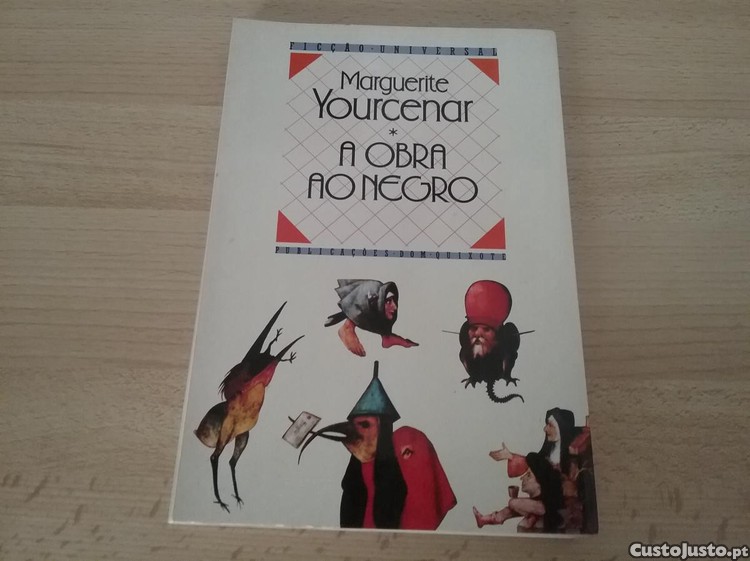 FICÇÃO·UNIVERSAL
Marguerite
Yourcenar
*
A OBRA
AO NEGRO
PUBLICAÇÕES·DOM·QUIXOTE
CustoJusto.pt